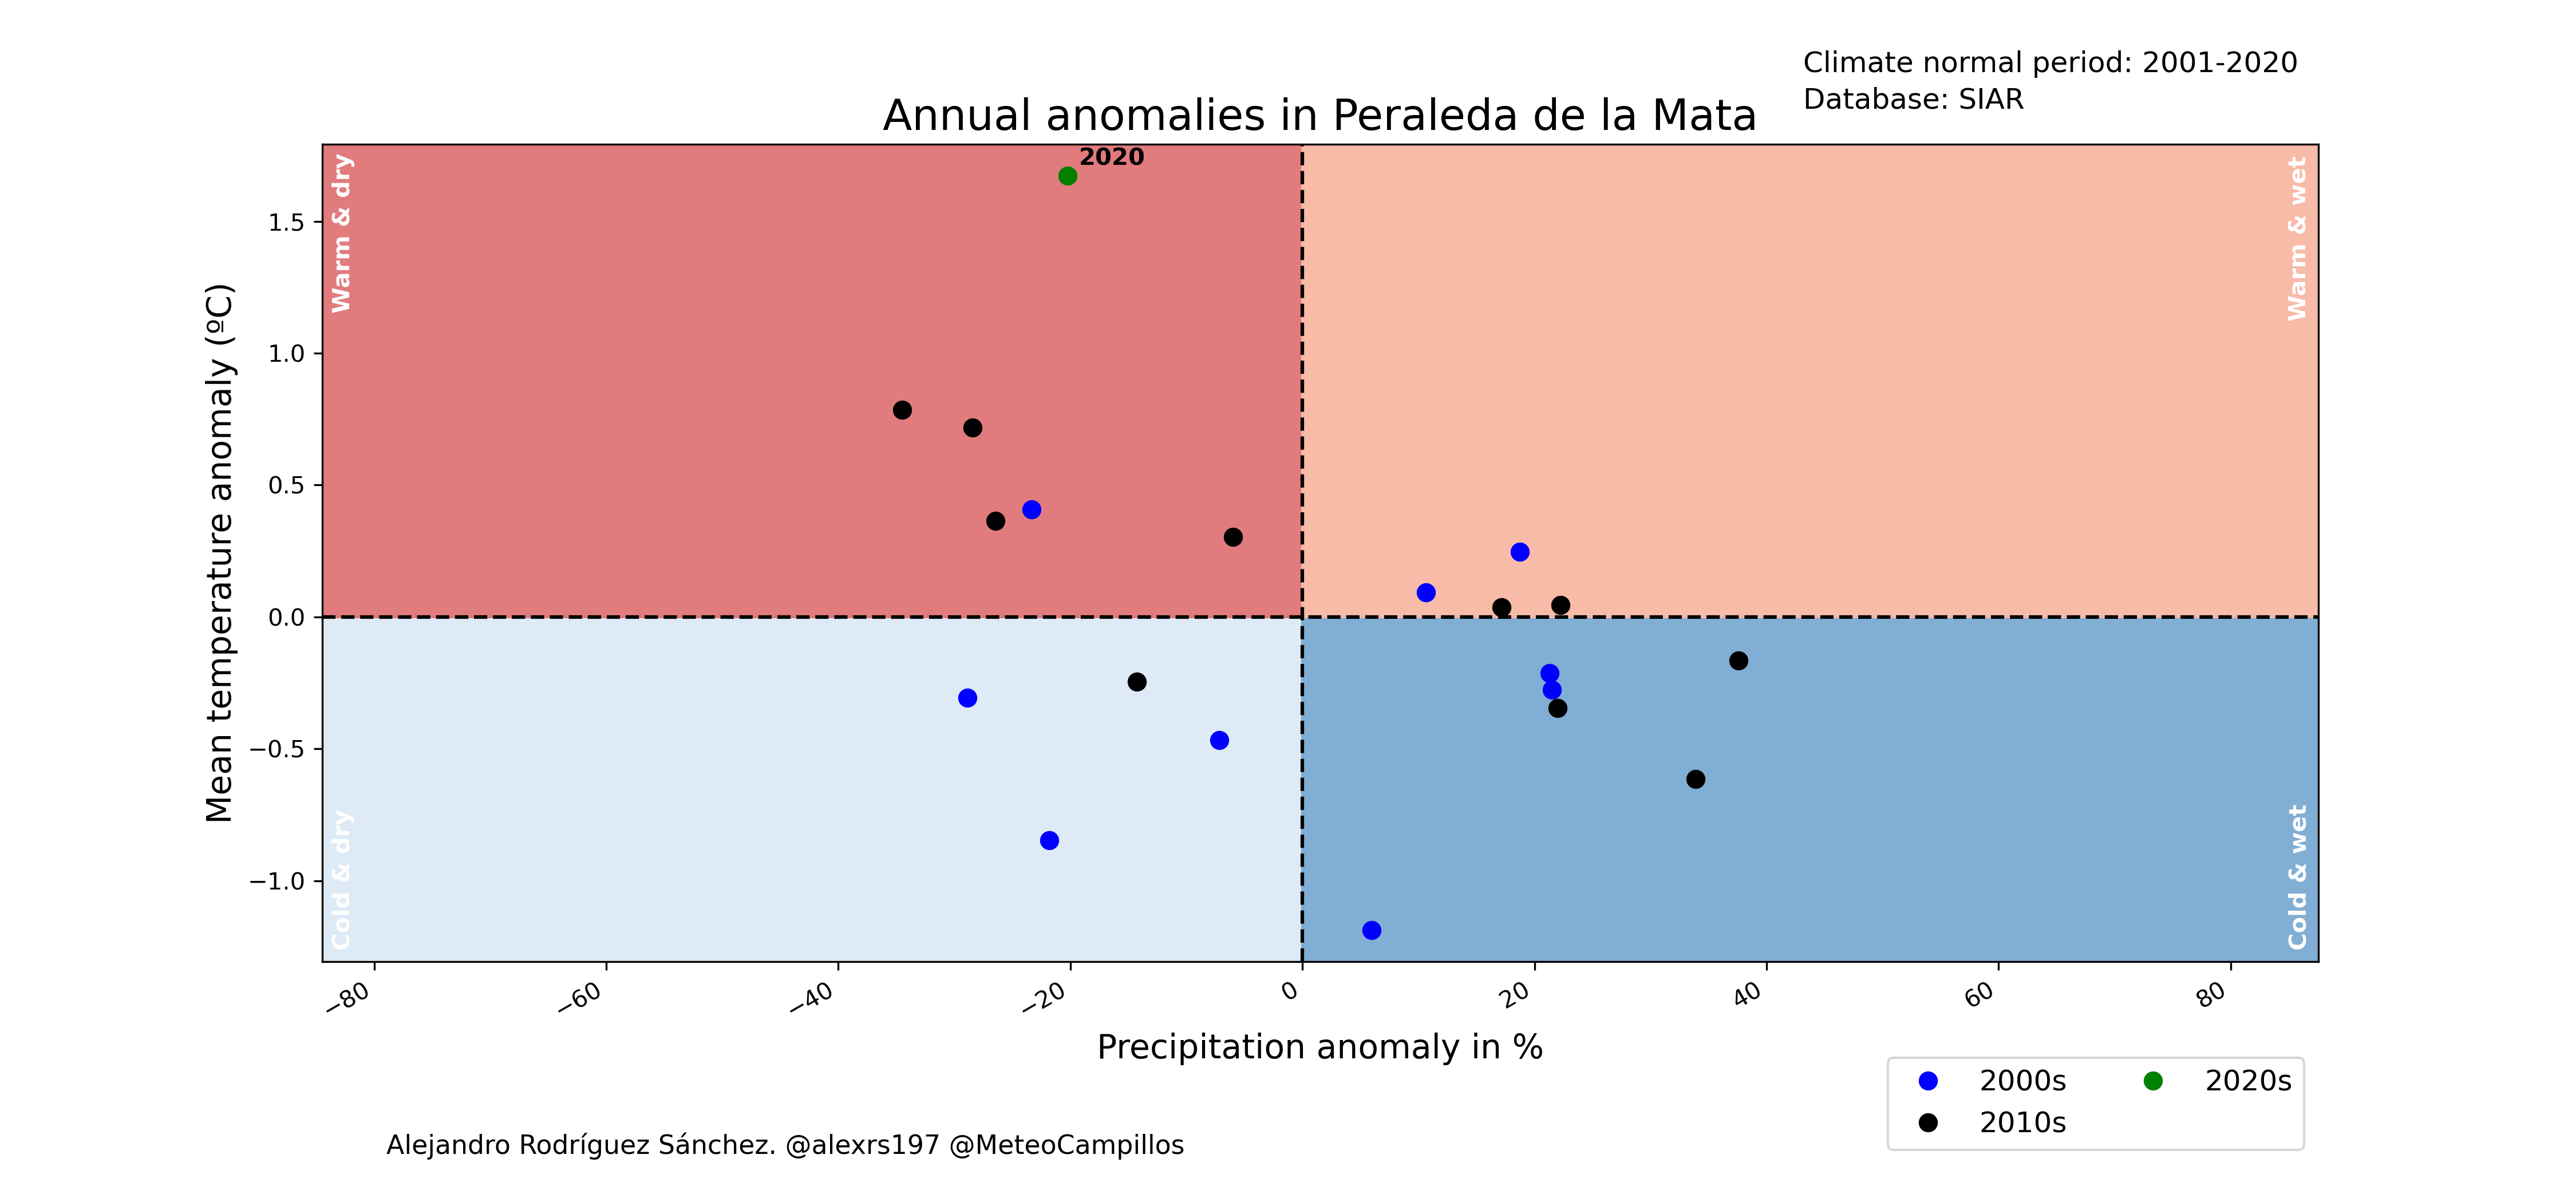 Climate normal period: 2001-2020
Database: SIAR
Annual anomalies in Peraleda de la Mata
2020
Warm & dry
Warm & wet
Cold & dry
Cold & wet
Mean temperature anomaly (ºC)
1.5
1.0
0.5
0.0
−0.5
−1.0
−80
−60
−40
−20
0
20
40
60
80
Precipitation anomaly in %
2000s
2010s
2020s
Alejandro Rodríguez Sánchez. @alexrs197 @MeteoCampillos